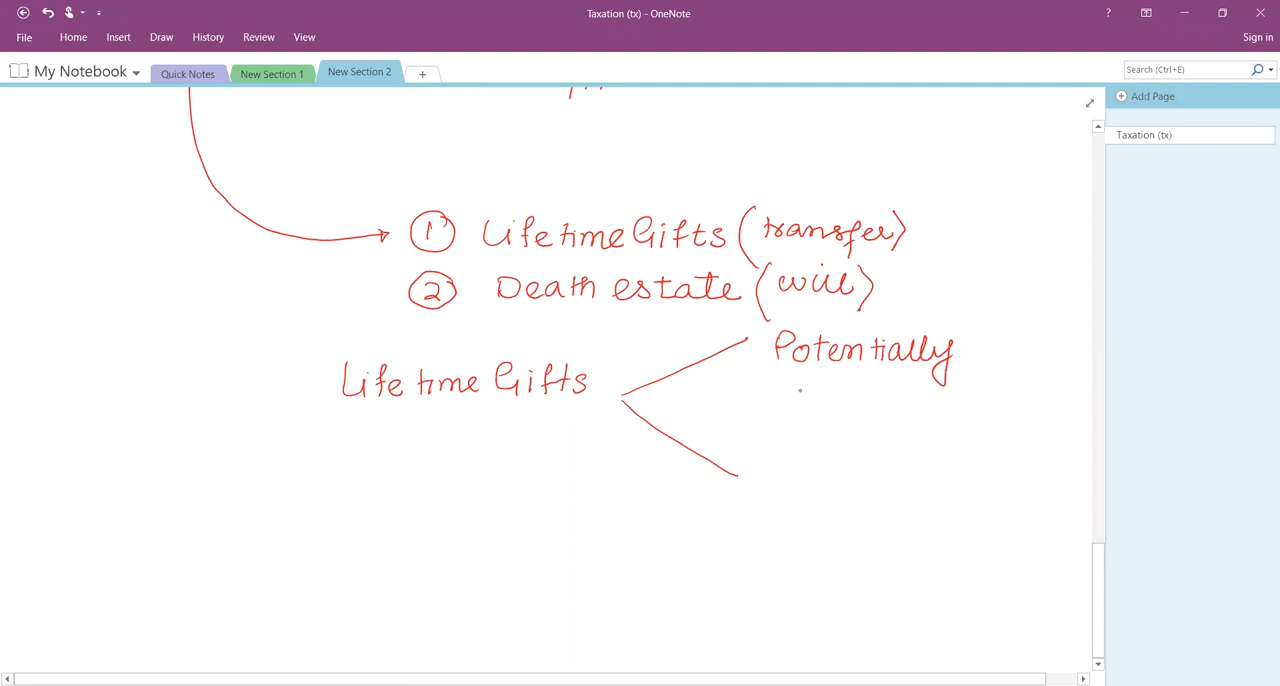 Taxation (tx) - OneNote
?
File Home Insert Draw History Review View Sign in
My Notebook Quick Notes New Section 1 New Section 2 + Search (Ctrl+E)
Add Page
Taxation (tx)
1 Lifetime Gifts (transfer)
2 Death estate (will)
Potentially
Lifetime Gifts